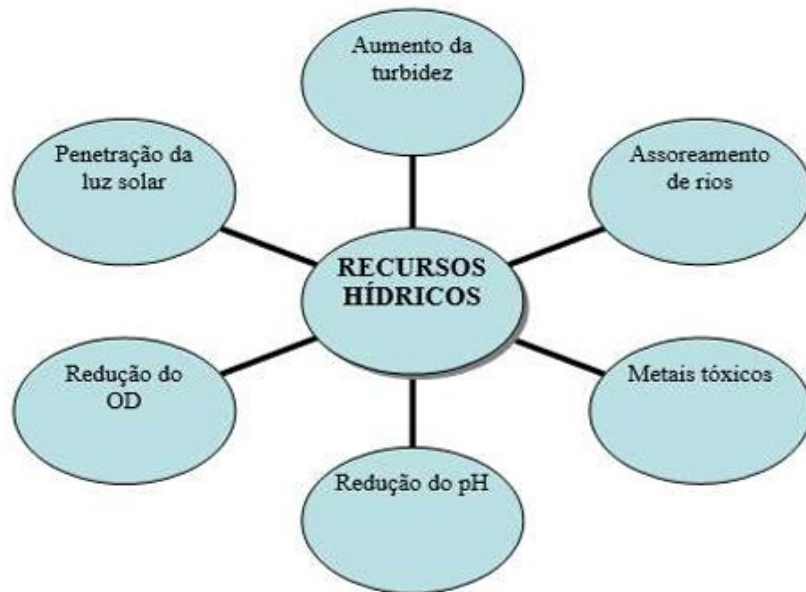 Aumento da
turbidez
Penetração da
luz solar
Assoreamento
de rios
RECURSOS
HÍDRICOS
Redução do
OD
Metais tóxicos
Redução do pH